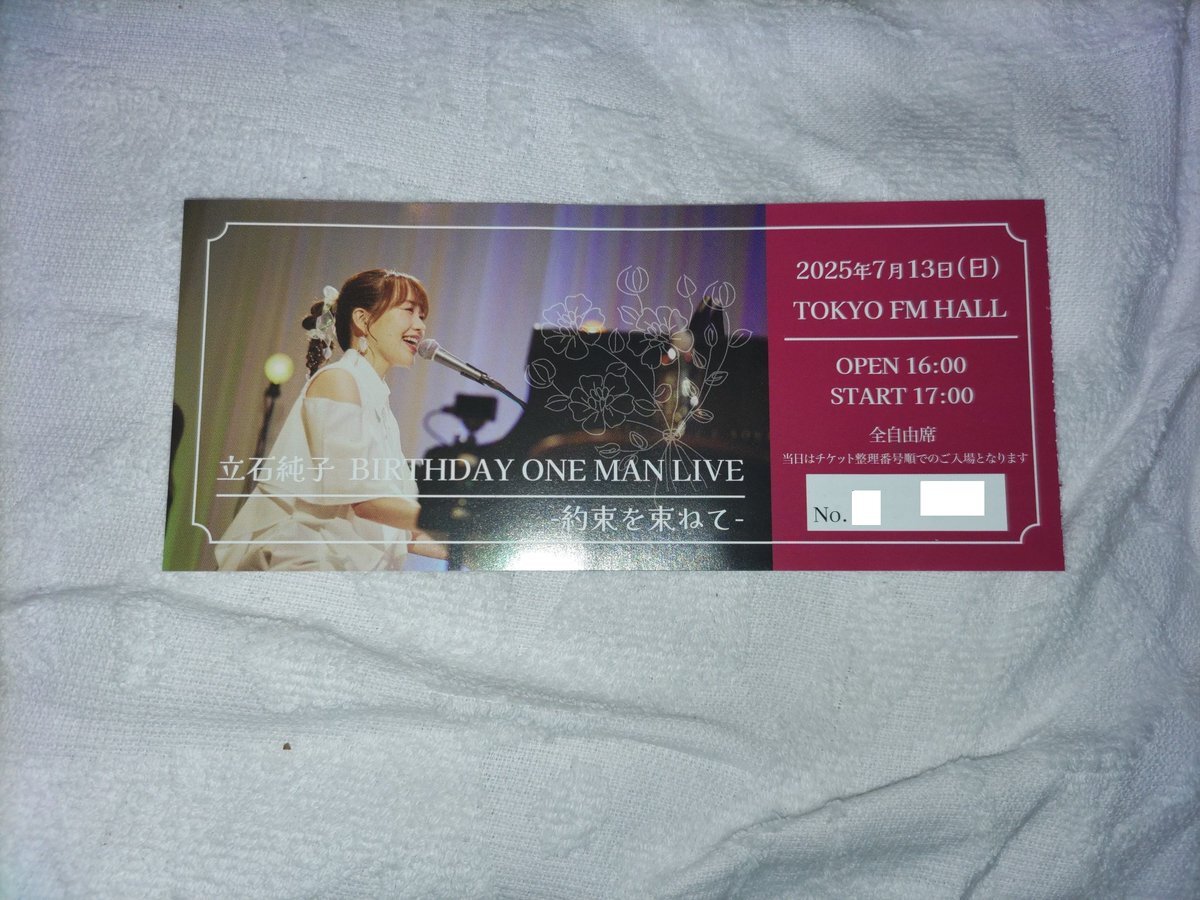 立石純子 BIRTHDAY ONE MAN LIVE
-約束を束ねて-
2025年7月13日(日)
TOKYO FM HALL
OPEN 16:00
START 17:00
全自由席
当日はチケット整理番号順でのご入場となります
No.